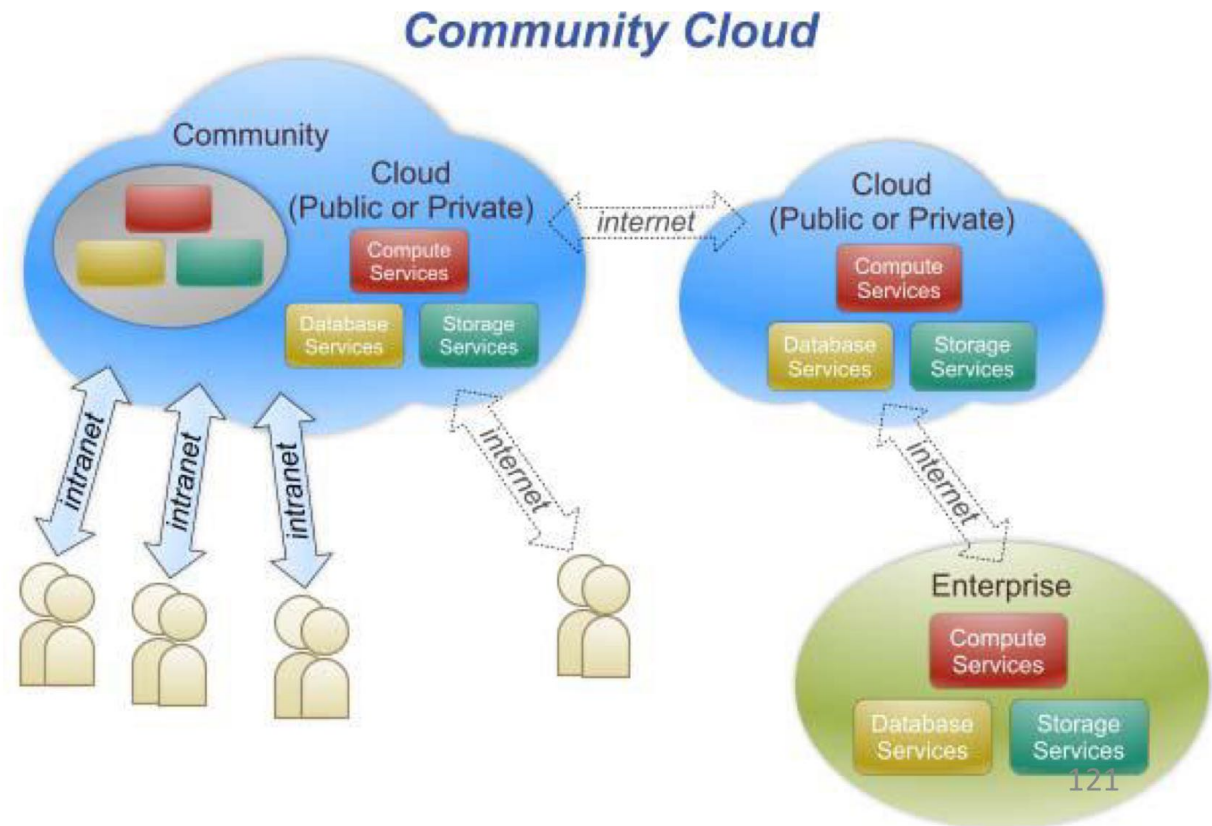 Community Cloud
Community
Cloud
(Public or Private)
Compute
Services
Database
Services
Storage
Services
internet
Cloud
(Public or Private)
Compute
Services
Database
Services
Storage
Services
intranet
intranet
intranet
internet
internet
Enterprise
Compute
Services
Database
Services
Storage
Services
121